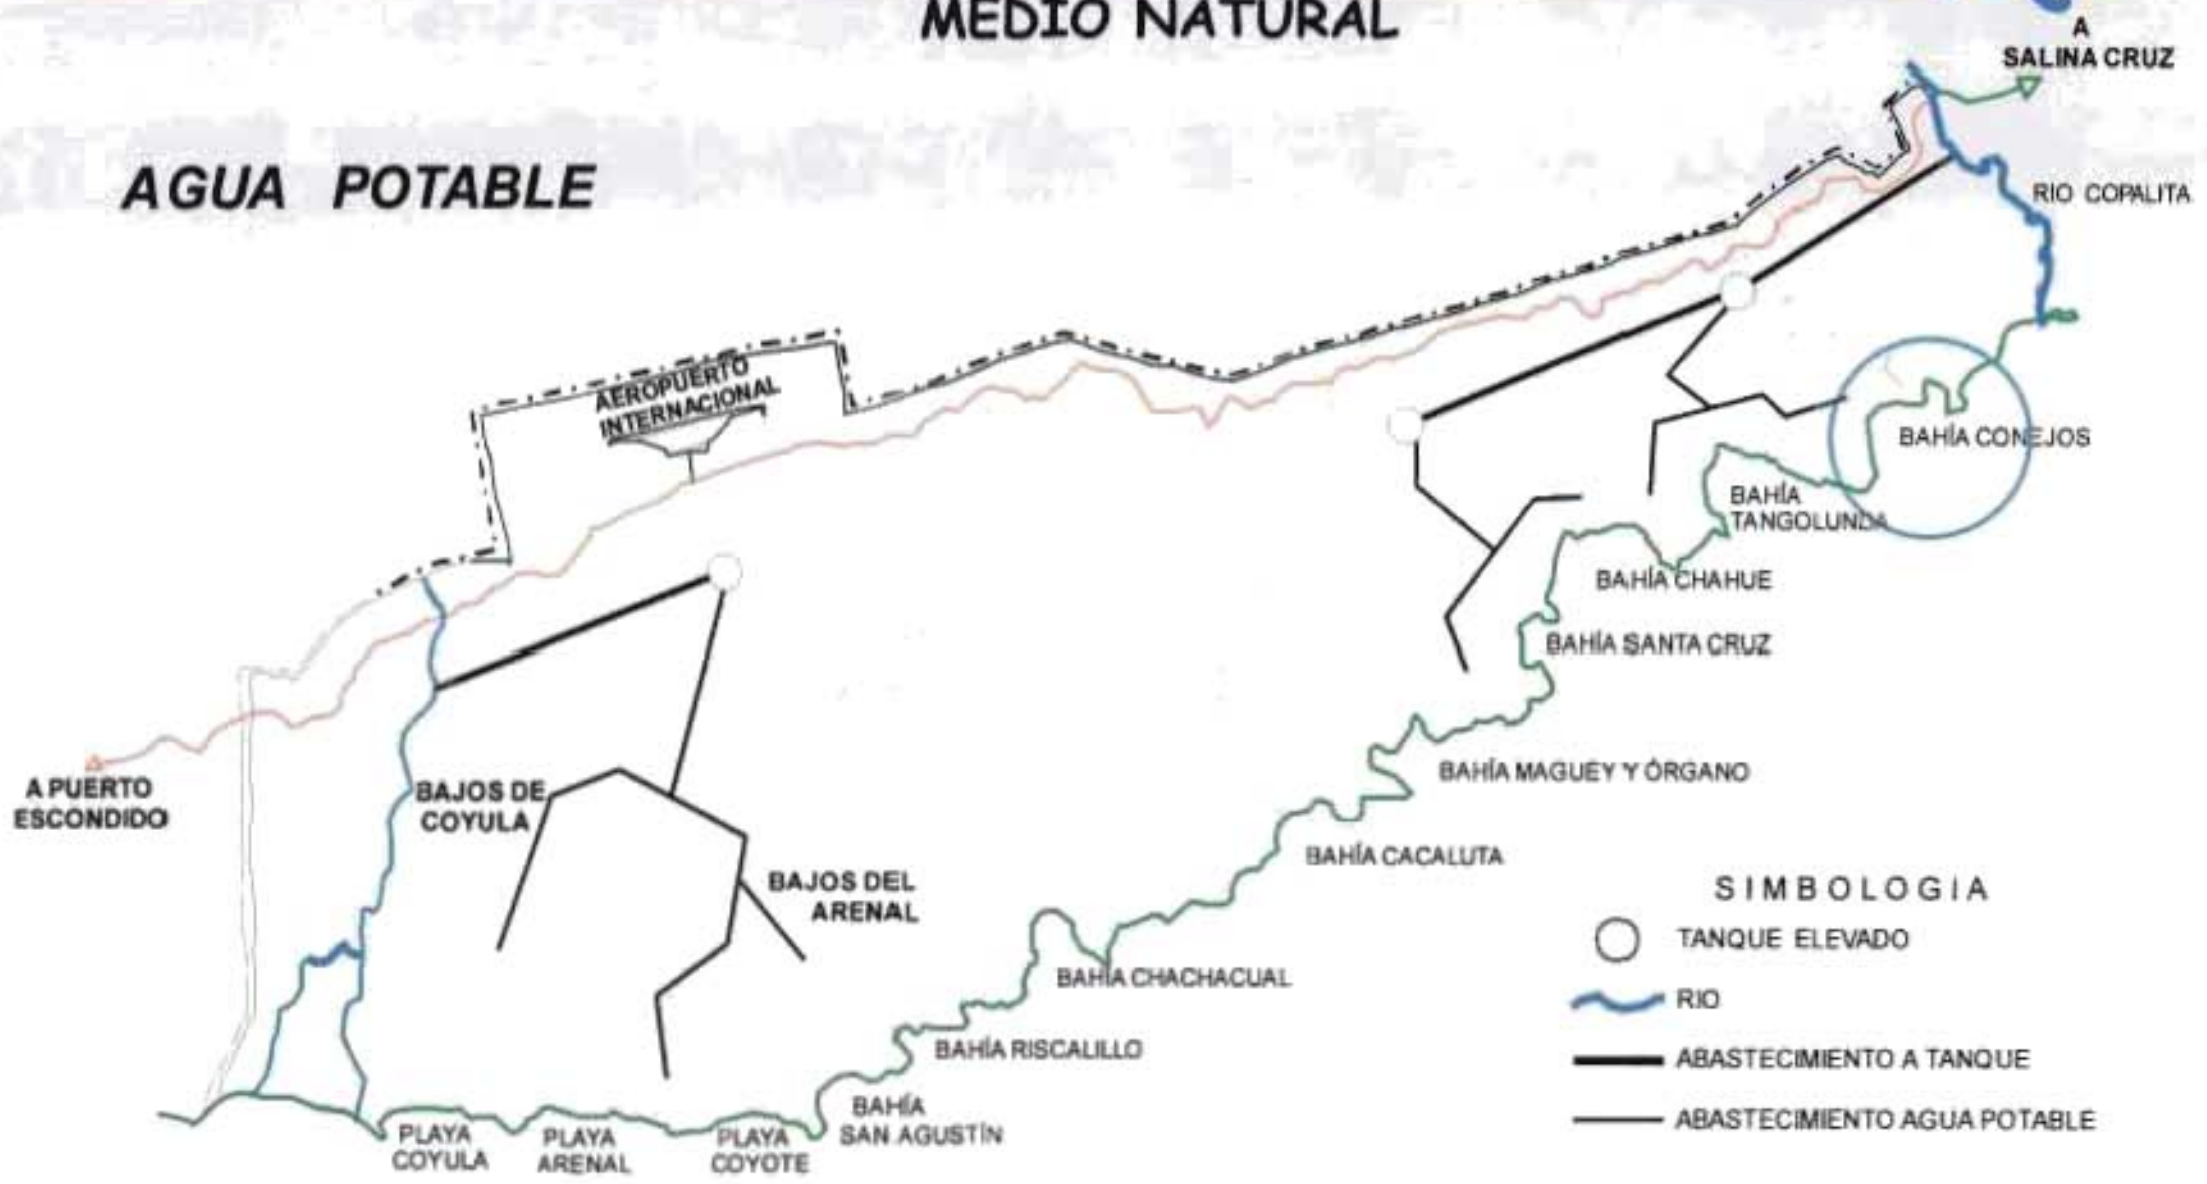 MEDIO NATURAL
A
SALINA CRUZ
AGUA POTABLE
RIO COPALITA
AEROPUERTO
INTERNACIONAL
BAHÍA CONEJOS
BAHÍA
TANGOLUNDA
BAHÍA CHAHUE
BAHÍA SANTA CRUZ
A PUERTO
ESCONDIDO
BAJOS DE
COYULA
BAHÍA MAGUEY Y ÓRGANO
BAHÍA CACALUTA
BAJOS DEL
ARENAL
BAHÍA CHACHACUAL
BAHÍA RISCALILLO
BAHÍA
SAN AGUSTÍN
PLAYA
COYULA
PLAYA
ARENAL
PLAYA
COYOTE
SIMBOLOGIA
TANQUE ELEVADO
RIO
ABASTECIMIENTO A TANQUE
ABASTECIMIENTO AGUA POTABLE